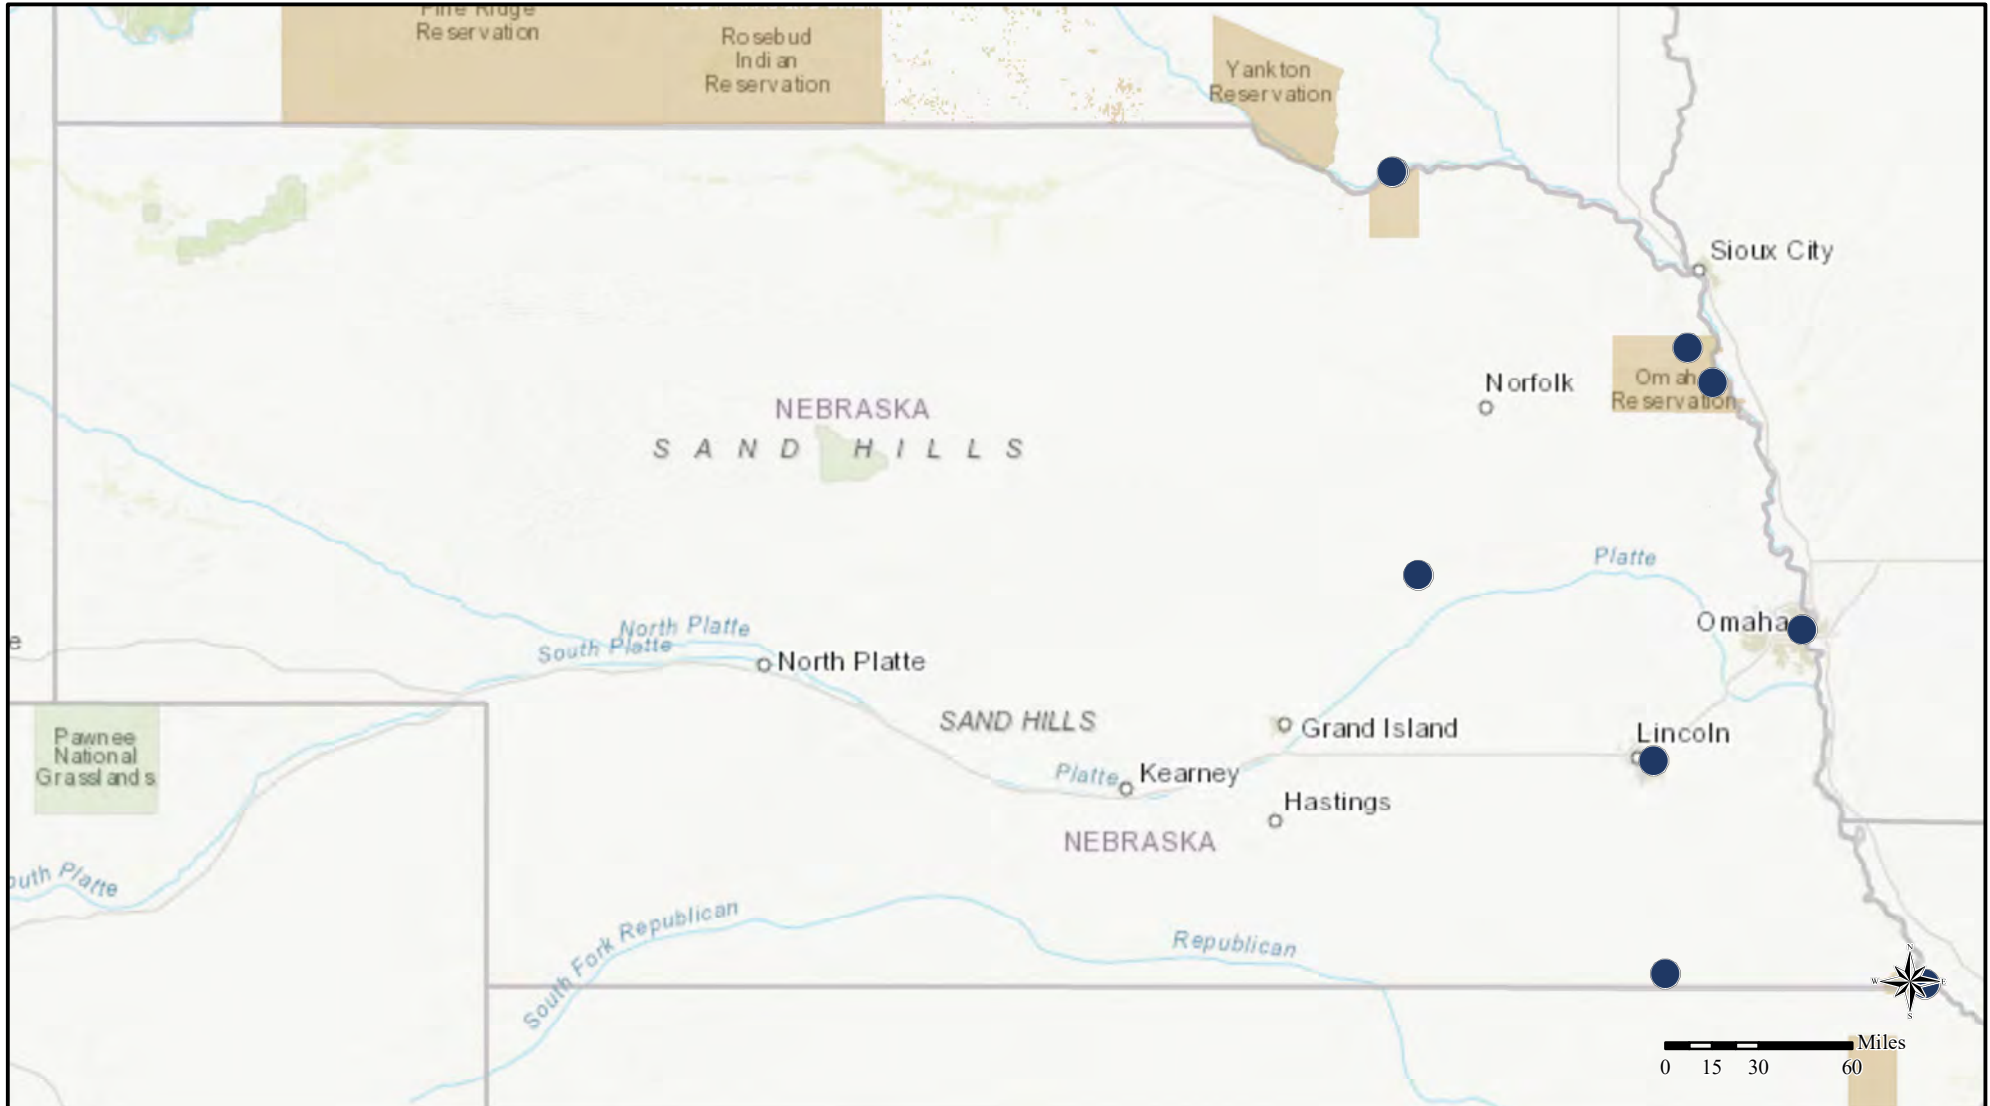 Pine Ridge
Reservation
Rosebud
Indian
Reservation
Yankton
Reservation
Sioux City
Norfolk
Omah
Reservation
NEBRASKA
SAND HILLS
Platte
Omaha
North Platte
South Platte
North Platte
e
SAND HILLS
Grand Island
Lincoln
Pawnee
National
Grasslands
Platte
Kearney
Hastings
NEBRASKA
outh Platte
South Fork Republican
Republican
N
W
E
S
Miles
0 15 30 60